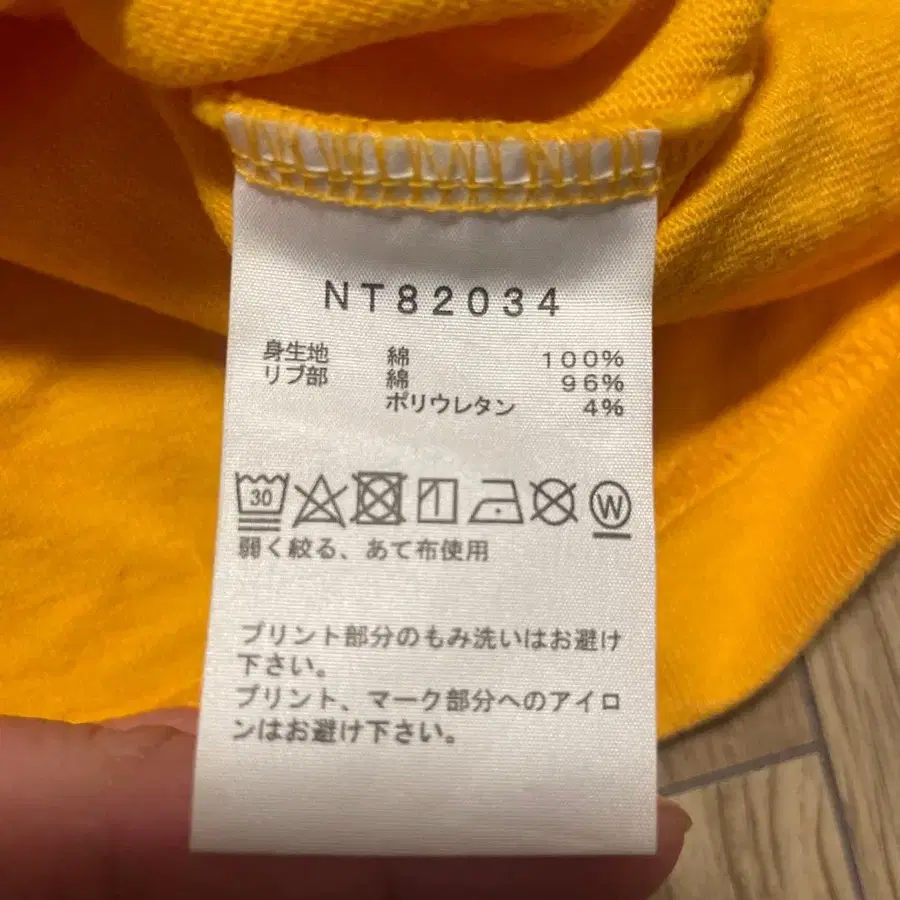 NT82034
身生地 綿 100%
リブ部 綿 96%
ポリウレタン 4%
30 W
弱く絞る、あて布使用
プリント部分のもみ洗いはお避け
下さい。
プリント、マーク部分へのアイロ
ンはお避け下さい。